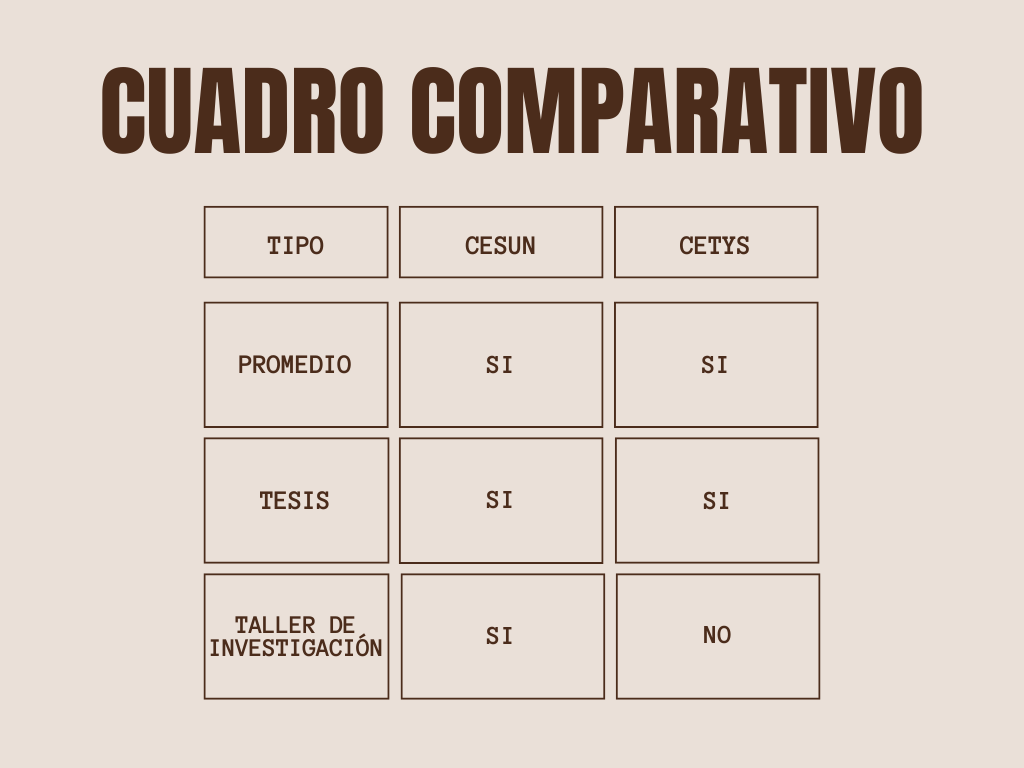 CUADRO COMPARATIVO
TIPO CESUN CETYS
PROMEDIO SI SI
TESIS SI SI
TALLER DE
INVESTIGACIÓN SI NO